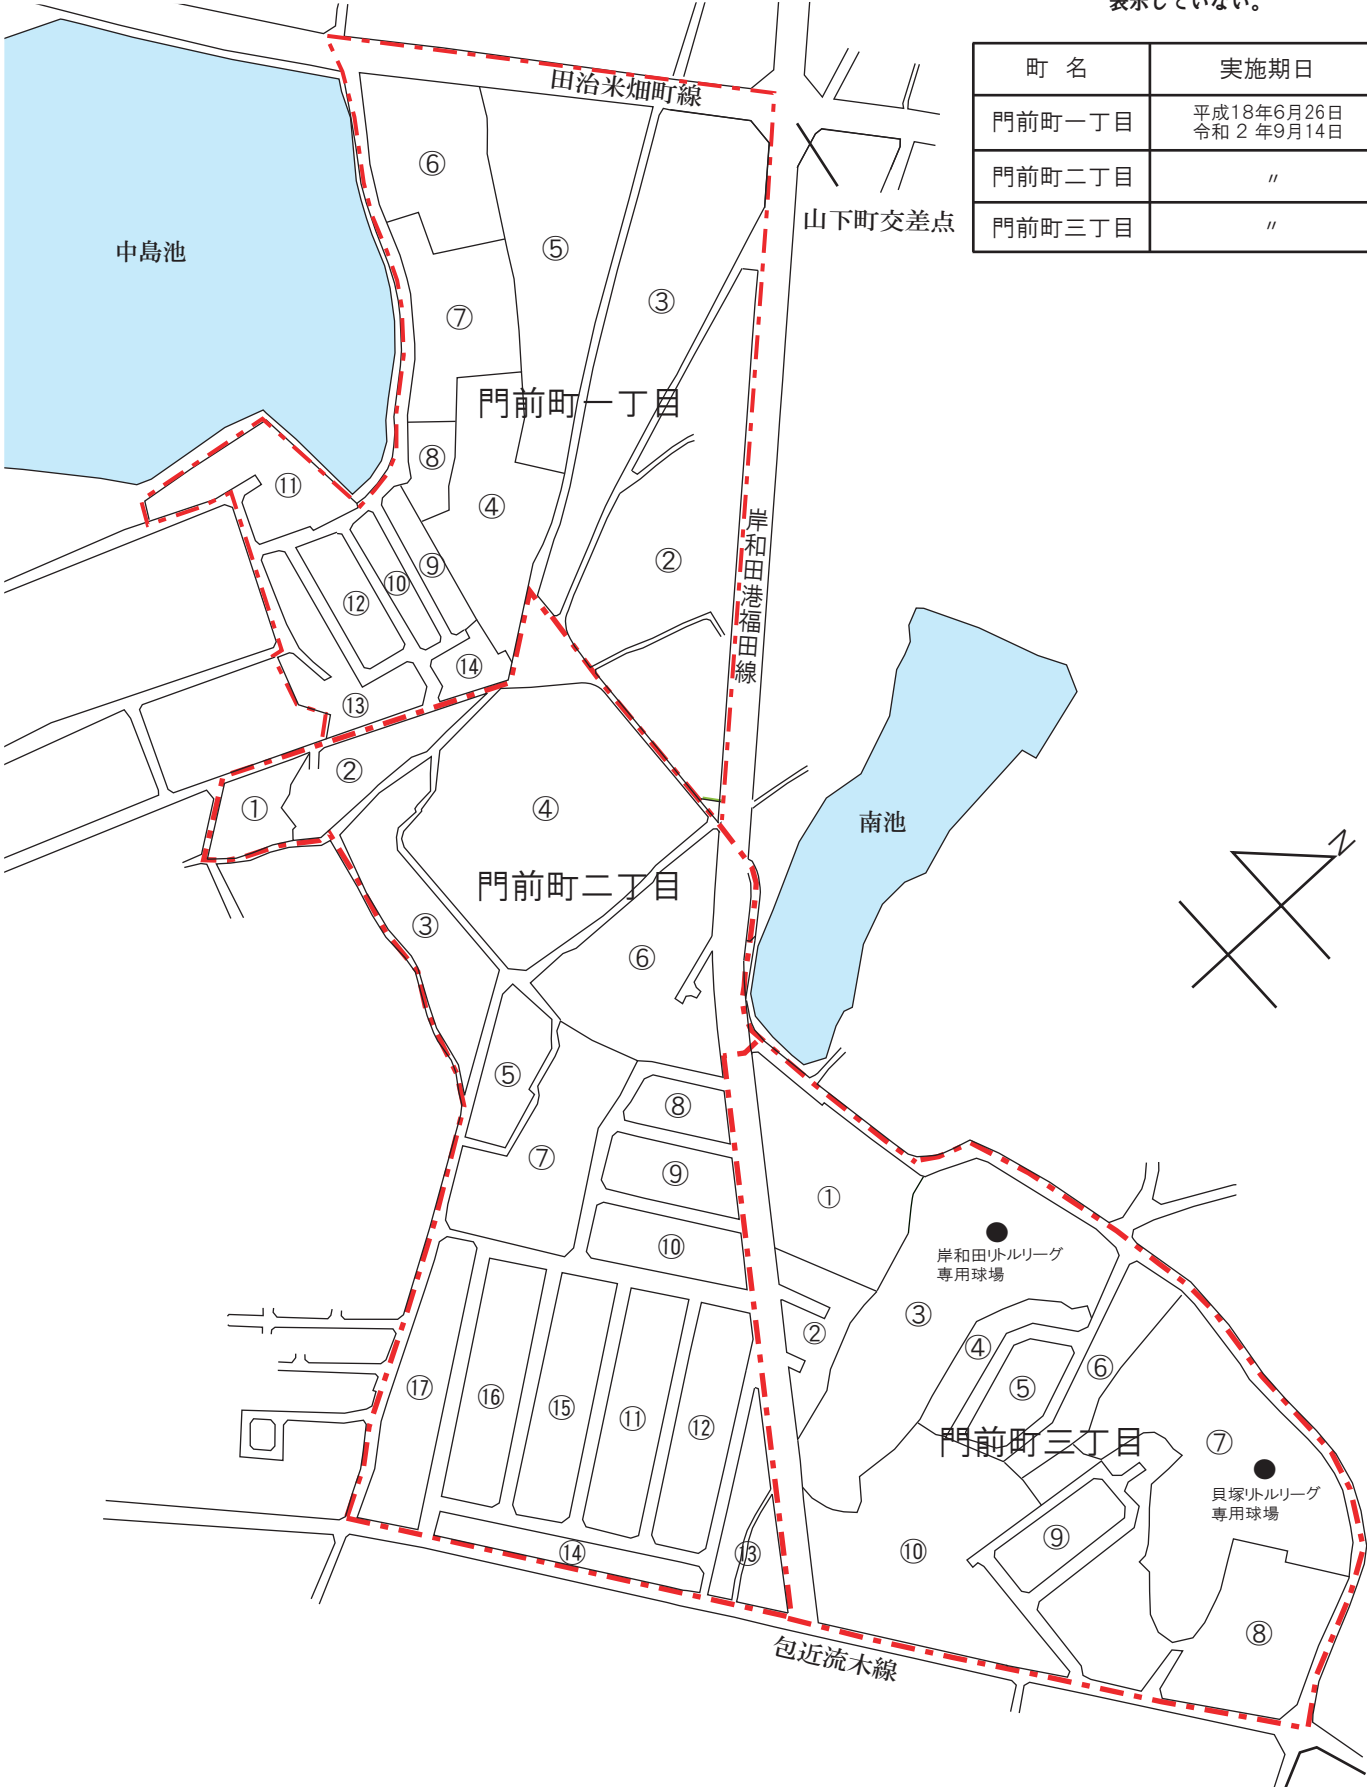 表示していない。
町 名 実施期日
門前町一丁目 平成18年6月26日
令和 2 年9月14日
門前町二丁目 〃
門前町三丁目 〃
田治米畑町線
山下町交差点
中島池
⑥
⑤
③
⑦
門前町一丁目
⑧
⑪
④
岸和田港福田線
②
⑨
⑩
⑫
⑭
⑬
②
①
④
南池
N
門前町二丁目
③
⑥
⑤
⑧
⑦
⑨
⑩
①
岸和田リトルリーグ
専用球場
③
②
④
⑥
⑤
⑰
⑯
⑮
⑪
⑫
門前町三丁目
⑦
貝塚リトルリーグ
専用球場
⑨
⑩
⑭
⑬
⑧
包近流木線